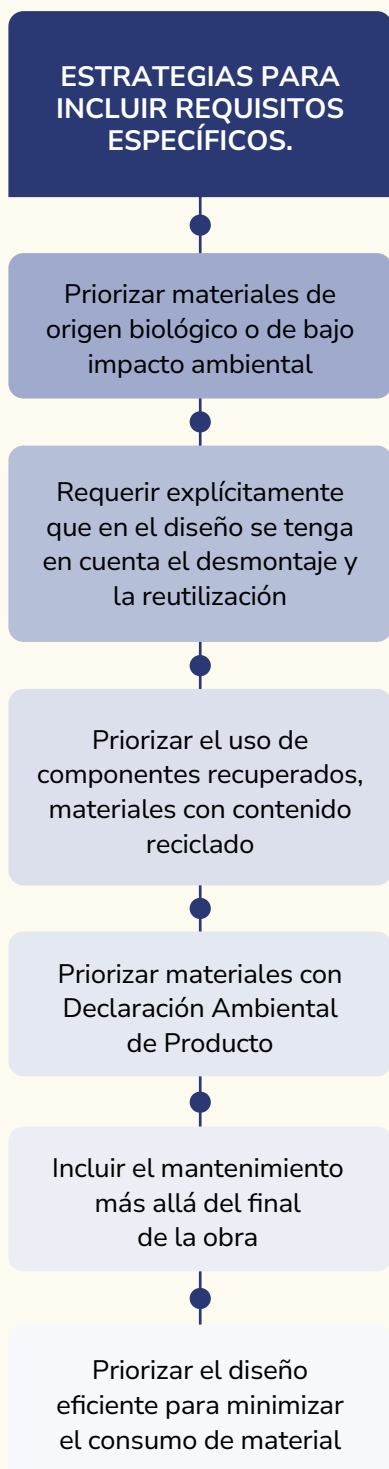 ESTRATEGIAS PARA
INCLUIR REQUISITOS
ESPECÍFICOS.
Priorizar materiales de
origen biológico o de bajo
impacto ambiental
Requerir explícitamente
que en el diseño se tenga
en cuenta el desmontaje y
la reutilización
Priorizar el uso de
componentes recuperados,
materiales con contenido
reciclado
Priorizar materiales con
Declaración Ambiental
de Producto
Incluir el mantenimiento
más allá del final
de la obra
Priorizar el diseño
eficiente para minimizar
el consumo de material